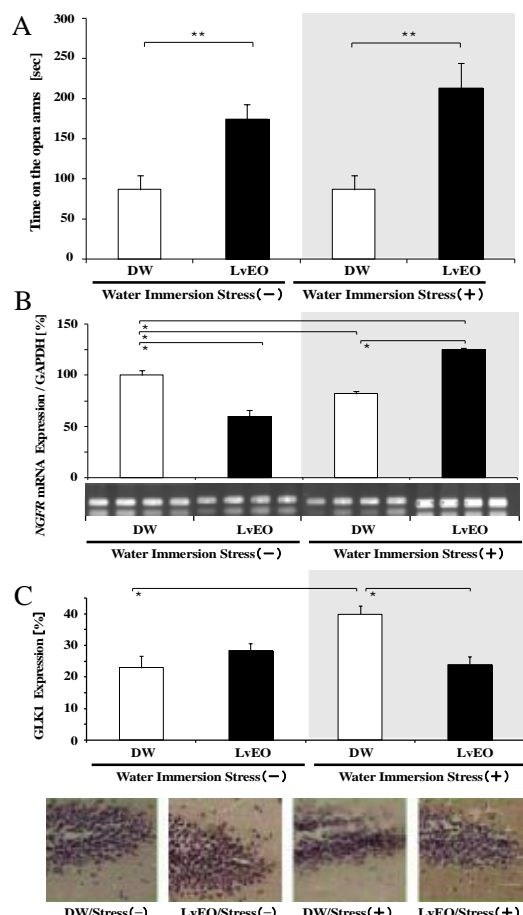 A
Time on the open arms [sec]
300
250
200
150
100
50
0
** **
DW LvEO DW LvEO
Water Immersion Stress(−) Water Immersion Stress(+)
B
NGFR mRNA Expression / GAPDH [%]
150
100
50
0
*
*
*
*
DW LvEO DW LvEO
Water Immersion Stress(−) Water Immersion Stress(+)
C
GLK1 Expression [%]
40
30
20
10
0
* *
DW LvEO DW LvEO
Water Immersion Stress(−) Water Immersion Stress(+)
DW/Stress(−) LvEO/Stress(−) DW/Stress(+) LvEO/Stress(+)